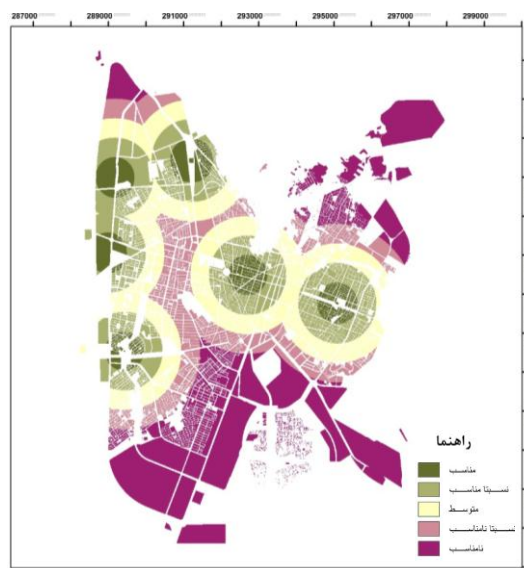 287000 289000 291000 293000 295000 297000 299000
راهنما
مناسب
نسبتا مناسب
متوسط
نسبتا نامناسب
نامناسب